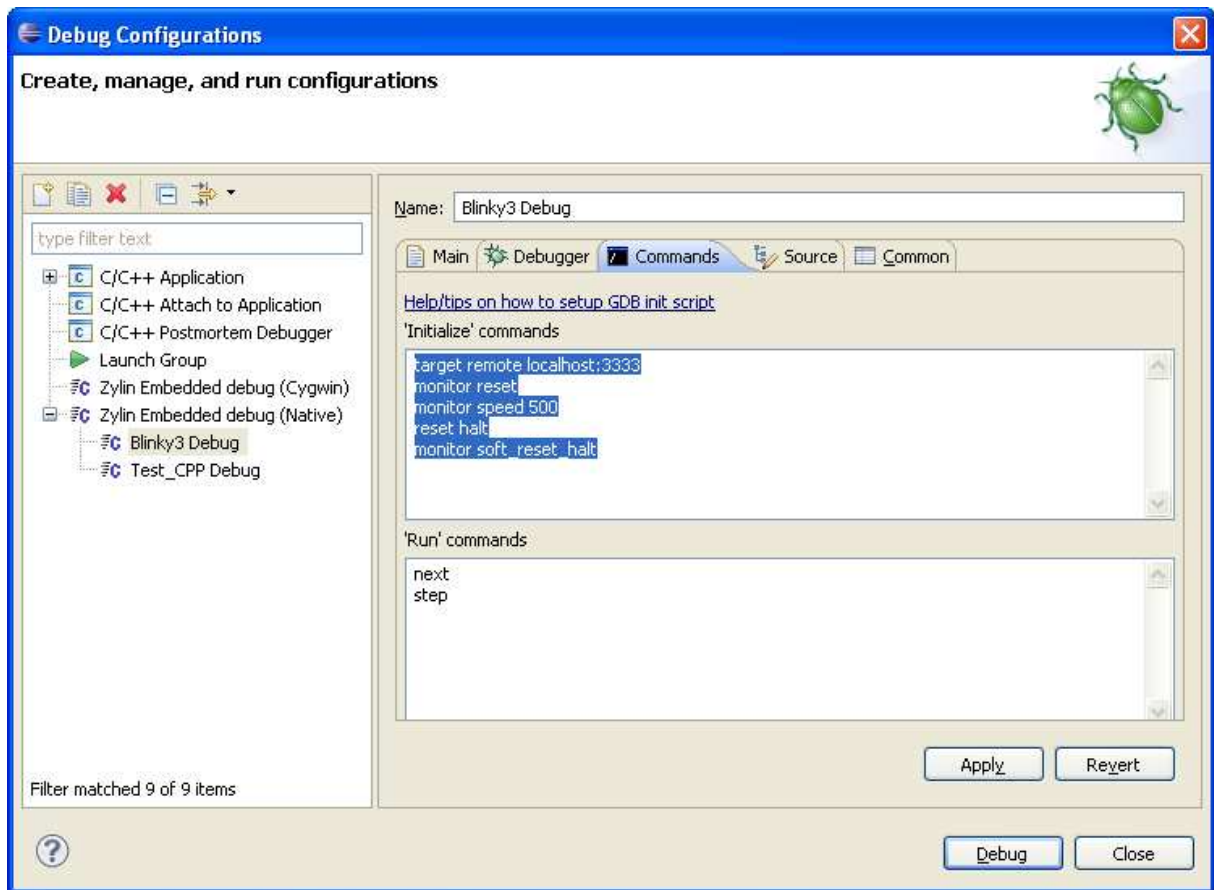 Debug Configurations
Create, manage, and run configurations
type filter text
C/C++ Application
C/C++ Attach to Application
C/C++ Postmortem Debugger
Launch Group
Zylin Embedded debug (Cygwin)
Zylin Embedded debug (Native)
Blinky3 Debug
Test_CPP Debug
Filter matched 9 of 9 items
Name: Blinky3 Debug
Main Debugger Commands Source Common
Help/tips on how to setup GDB init script
'Initialize' commands
target remote localhost:3333
monitor reset
monitor speed 500
reset halt
monitor soft_reset_halt
'Run' commands
next
step
Apply Revert
Debug Close